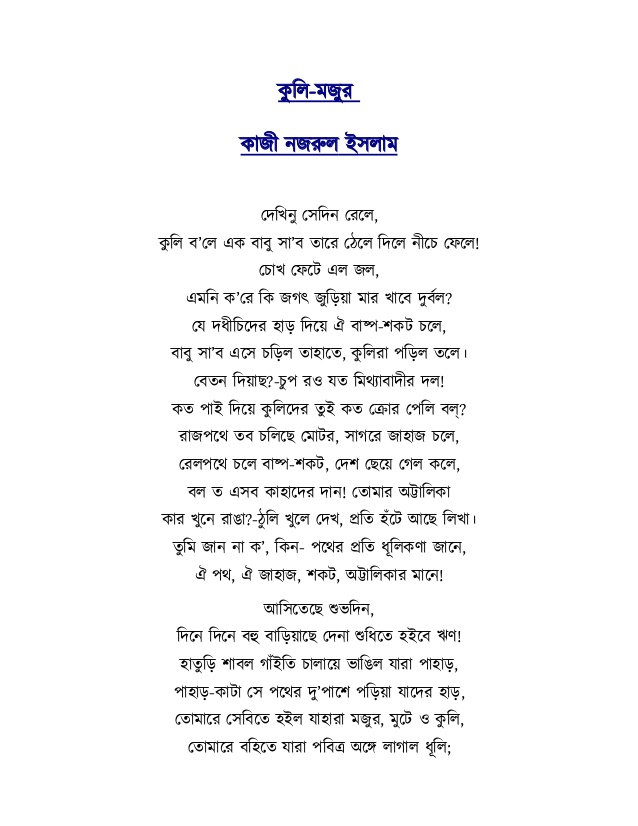 কুলি-মজুর
কাজী নজরুল ইসলাম
দেখিনু সেদিন রেলে,
কুলি ব’লে এক বাবু সা’ব তারে ঠেলে দিলে নীচে ফেলে!
চোখ ফেটে এল জল,
এমনি ক’রে কি জগৎ জুড়িয়া মার খাবে দুর্বল?
যে দধীচিদের হাড় দিয়ে ঐ বাষ্প-শকট চলে,
বাবু সা’ব এসে চড়িল তাহাতে, কুলিরা পড়িল তলে।
বেতন দিয়াছ?-চুপ রও যত মিথ্যাবাদীর দল!
কত পাই দিয়ে কুলিদের তুই কত ক্রোর পেলি বল্?
রাজপথে তব চলিছে মোটর, সাগরে জাহাজ চলে,
রেলপথে চলে বাষ্প-শকট, দেশ ছেয়ে গেল কলে,
বল ত এসব কাহাদের দান! তোমার অট্টালিকা
কার খুনে রাঙা?-ঠুলি খুলে দেখ, প্রতি হঁটে আছে লিখা।
তুমি জান না ক’, কিন- পথের প্রতি ধূলিকণা জানে,
ঐ পথ, ঐ জাহাজ, শকট, অট্টালিকার মানে!
আসিতেছে শুভদিন,
দিনে দিনে বহু বাড়িয়াছে দেনা শুধিতে হইবে ঋণ!
হাতুড়ি শাবল গাঁইতি চালায়ে ভাঙিল যারা পাহাড়,
পাহাড়-কাটা সে পথের দু’পাশে পড়িয়া যাদের হাড়,
তোমারে সেবিতে হইল যাহারা মজুর, মুটে ও কুলি,
তোমারে বহিতে যারা পবিত্র অঙ্গে লাগাল ধূলি;